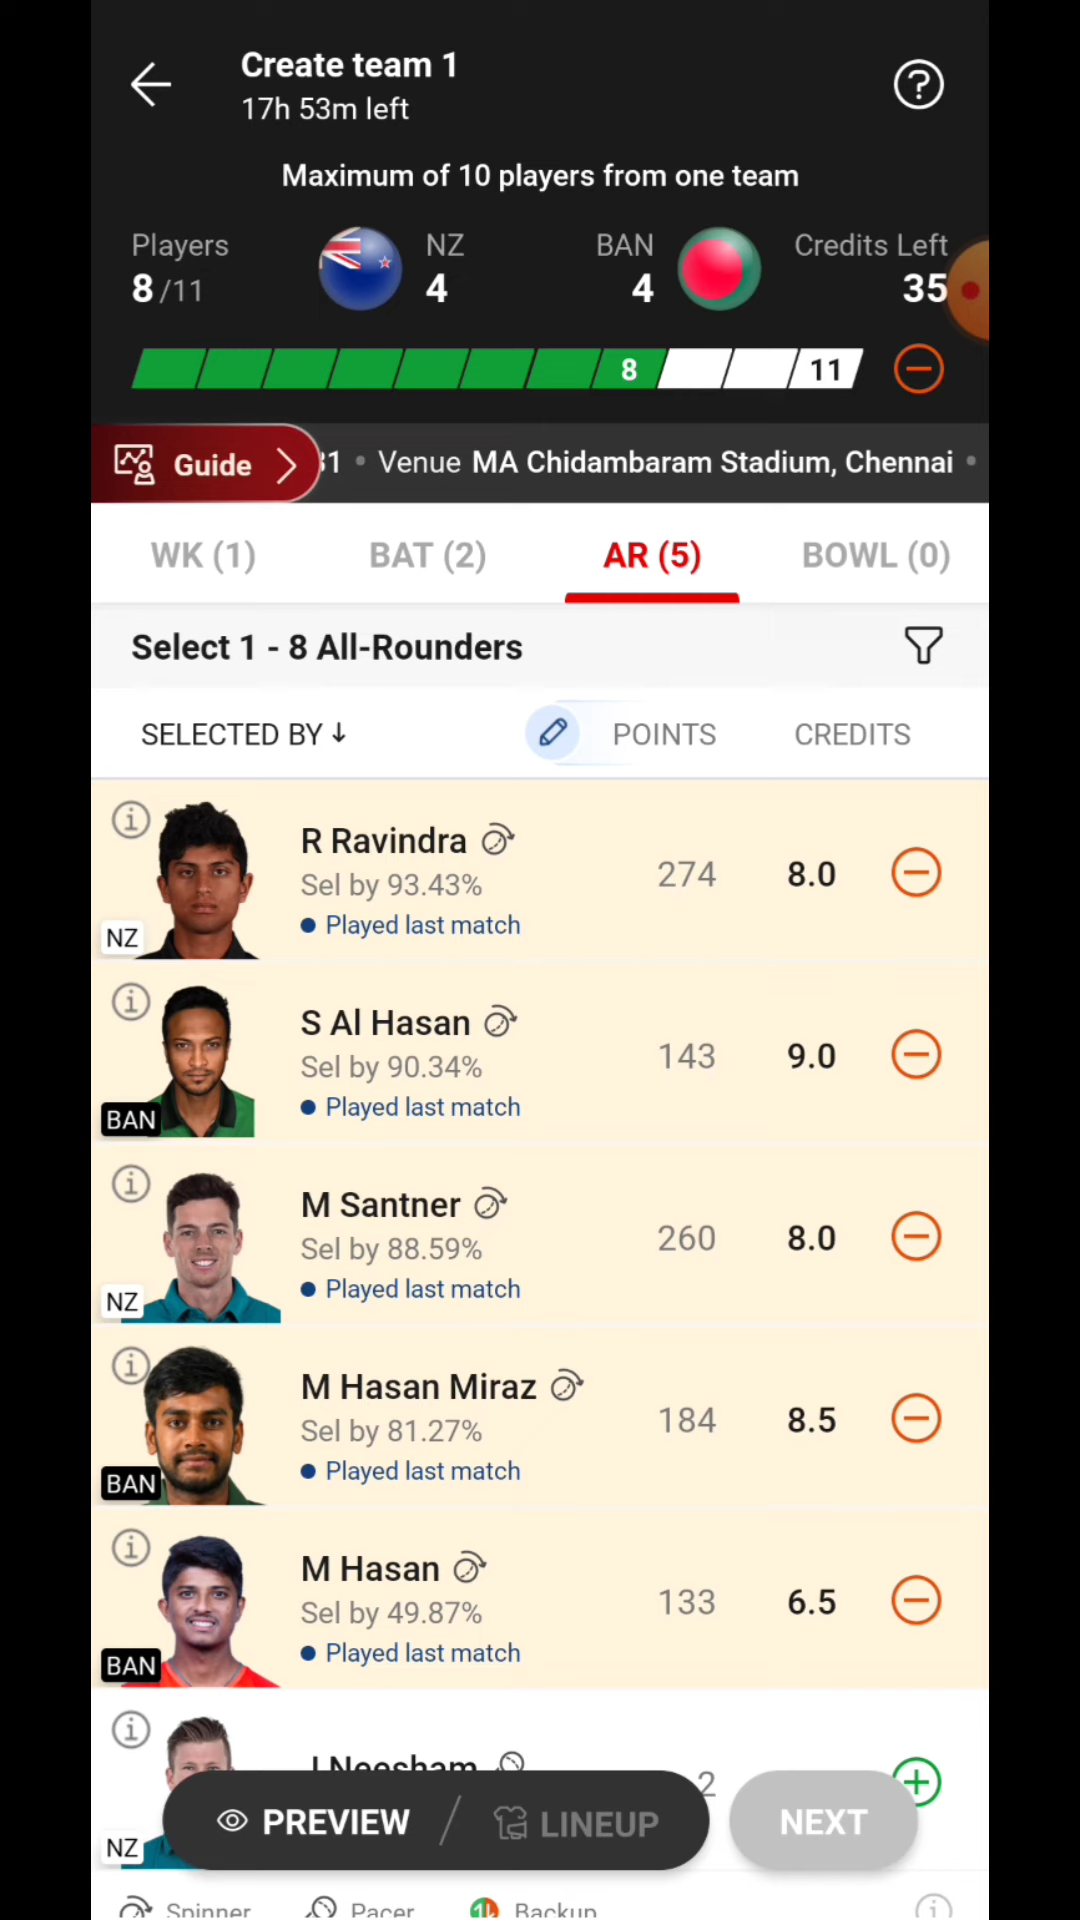 Create team 1
17h 53m left
Maximum of 10 players from one team
Players
8/11
NZ
4
BAN
4
Credits Left
35
8
11
Guide
31 • Venue MA Chidambaram Stadium, Chennai •
WK (1)
BAT (2)
AR (5)
BOWL (0)
Select 1 - 8 All-Rounders
SELECTED BY ↓
POINTS
CREDITS
R Ravindra
Sel by 93.43%
Played last match
NZ
274
8.0
S Al Hasan
Sel by 90.34%
Played last match
BAN
143
9.0
M Santner
Sel by 88.59%
Played last match
NZ
260
8.0
M Hasan Miraz
Sel by 81.27%
Played last match
BAN
184
8.5
M Hasan
Sel by 49.87%
Played last match
BAN
133
6.5
J Neesham
2
NZ
PREVIEW / LINEUP
NEXT
Spinner
Pacer
Backup